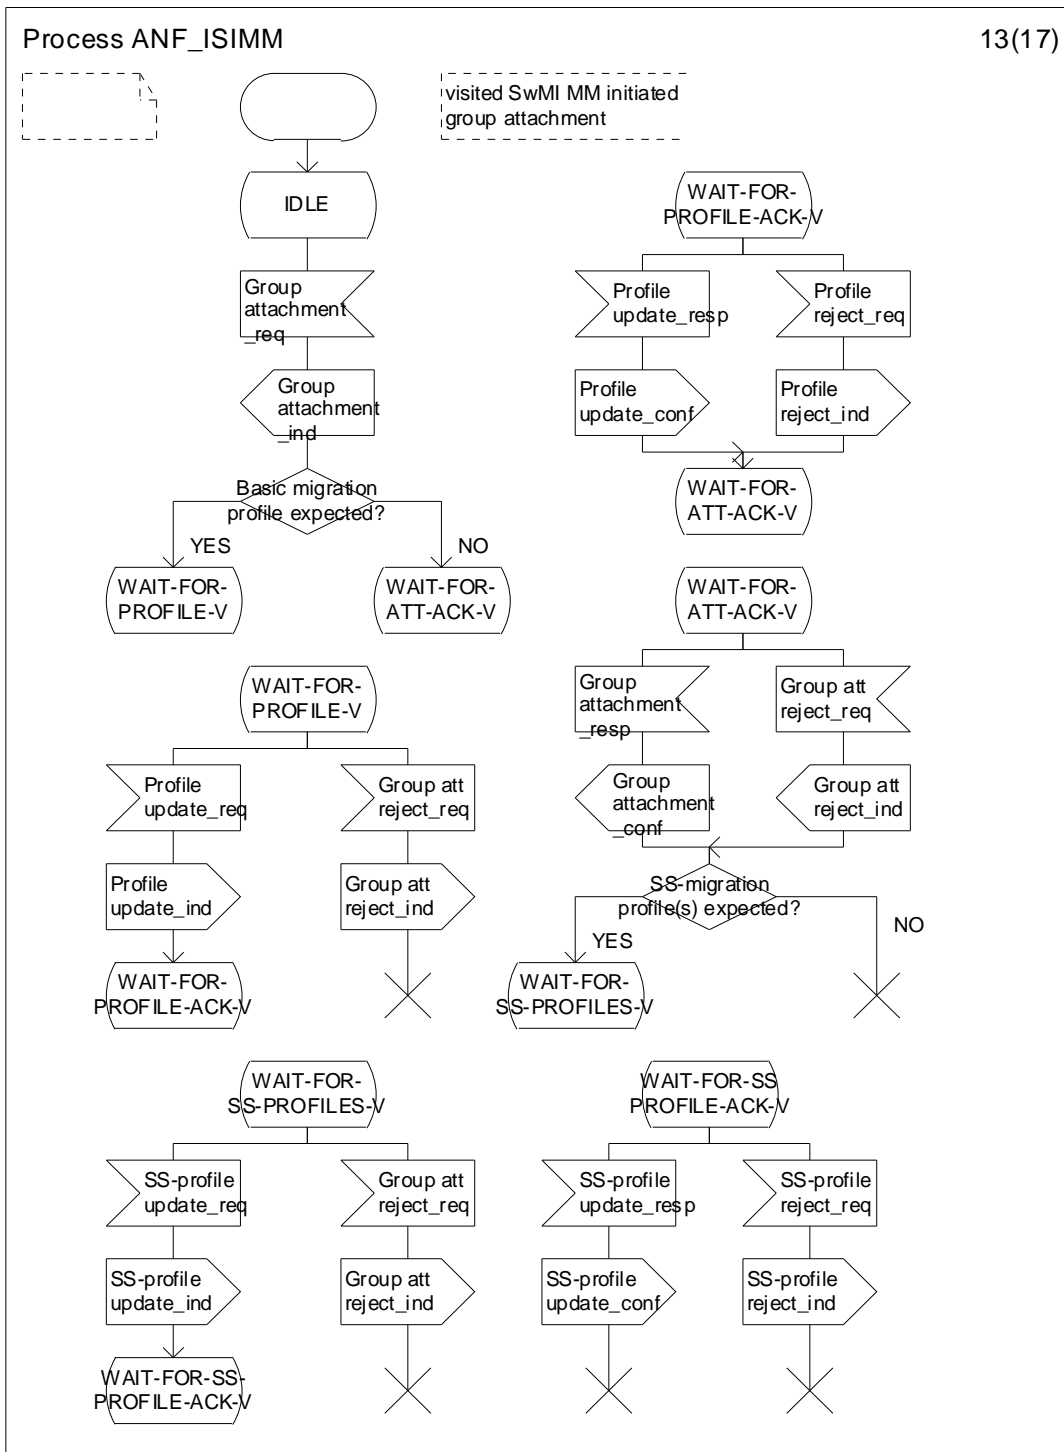 Process ANF_ISIMM
13(17)
visited SwMI MM initiated
group attachment
IDLE
Group
attachment
_req
Group
attachment
_ind
Basic migration
profile expected?
YES
NO
WAIT-FOR-
PROFILE-V
WAIT-FOR-
ATT-ACK-V
WAIT-FOR-
PROFILE-ACK-V
Profile
update_resp
Profile
reject_req
Profile
update_conf
Profile
reject_ind
WAIT-FOR-
ATT-ACK-V
WAIT-FOR-
PROFILE-V
Profile
update_req
Group att
reject_req
Profile
update_ind
Group att
reject_ind
WAIT-FOR-
PROFILE-ACK-V
WAIT-FOR-
ATT-ACK-V
Group
attachment
_resp
Group att
reject_req
Group
attachment
_conf
Group att
reject_ind
SS-migration
profile(s) expected?
YES
NO
WAIT-FOR-
SS-PROFILES-V
WAIT-FOR-
SS-PROFILES-V
SS-profile
update_req
Group att
reject_req
SS-profile
update_ind
Group att
reject_ind
WAIT-FOR-SS-
PROFILE-ACK-V
WAIT-FOR-SS
PROFILE-ACK-V
SS-profile
update_resp
SS-profile
reject_req
SS-profile
update_conf
SS-profile
reject_ind